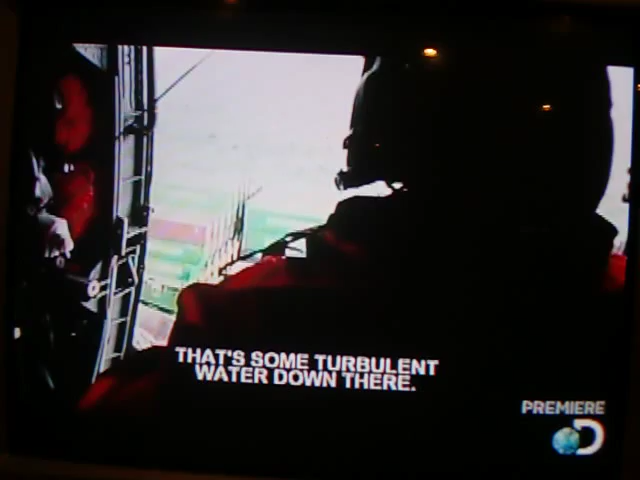 THAT'S SOME TURBULENT
WATER DOWN THERE.
PREMIERE
D